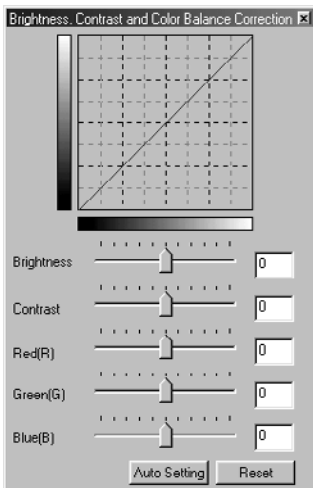 Brightness. Contrast and Color Balance Correction
Brightness 0
Contrast 0
Red(R) 0
Green(G) 0
Blue(B) 0
Auto Setting Reset